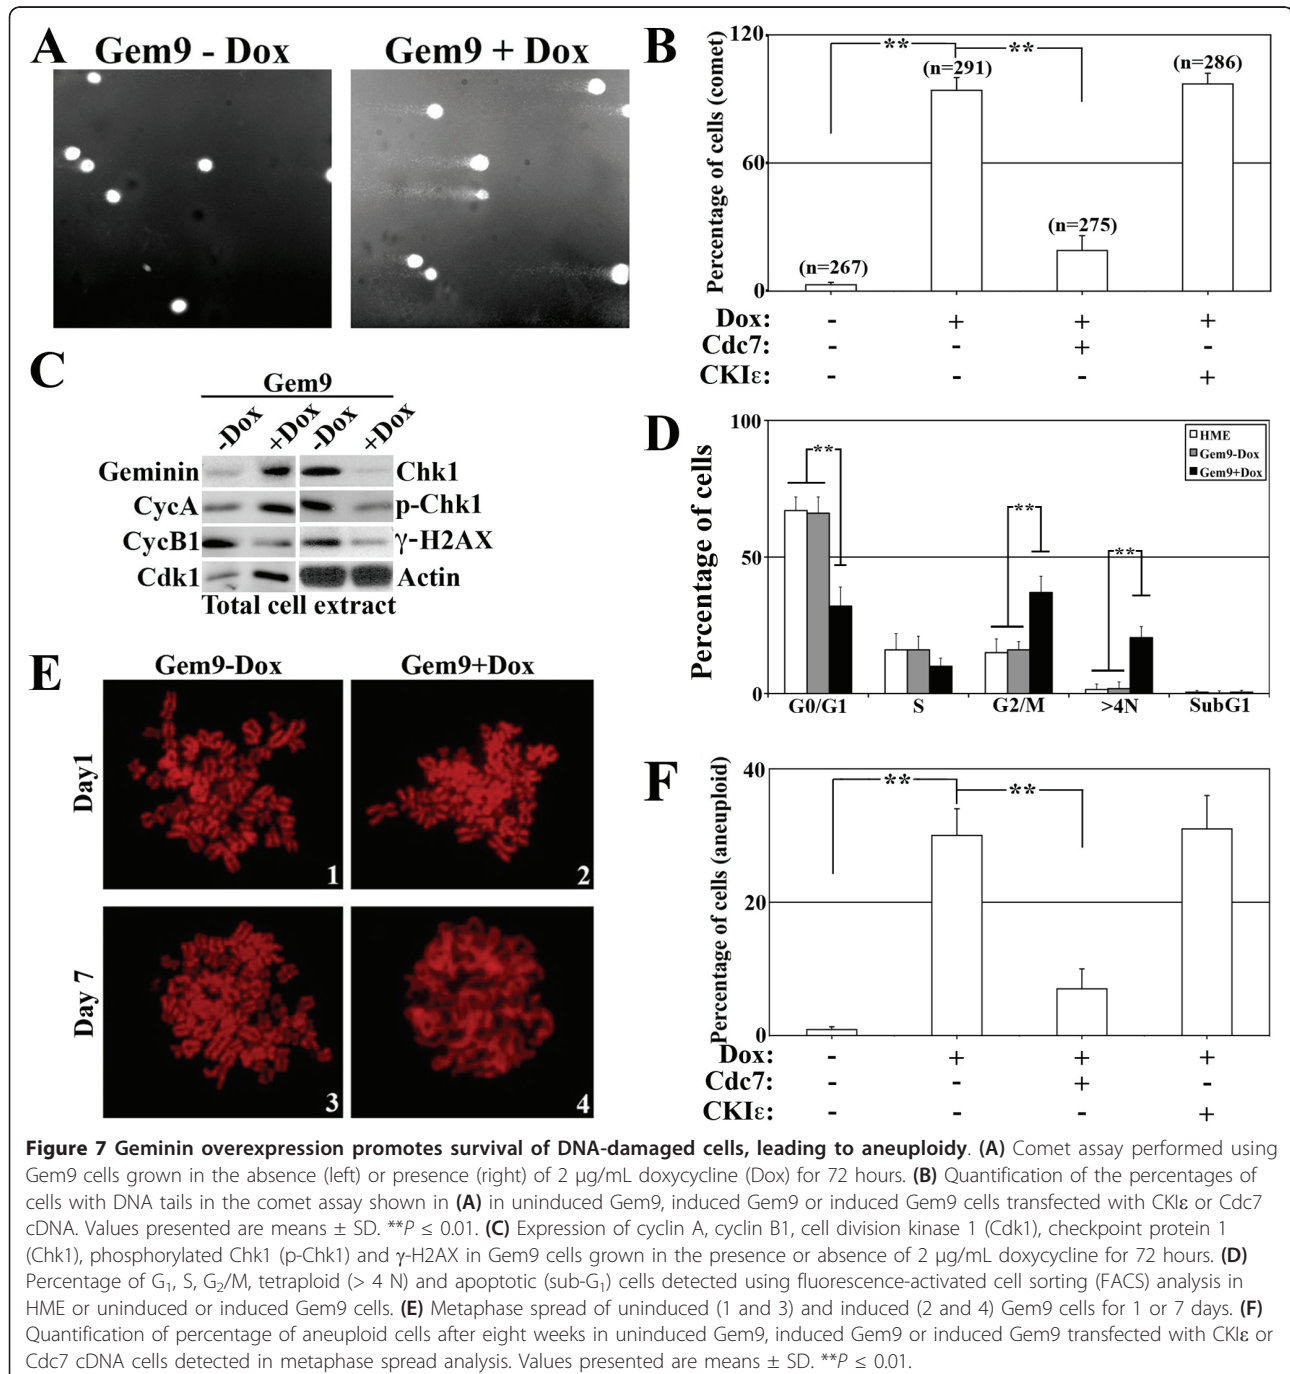 A
Gem9 - Dox
Gem9 + Dox
B
Percentage of cells (comet)
120
60
0
**
**
(n=267)
(n=291)
(n=275)
(n=286)
Dox: - + + +
Cdc7: - - + -
CKIε: - - - +
C
Gem9
-Dox +Dox -Dox +Dox
Geminin Chk1
CycA p-Chk1
CycB1 γ-H2AX
Cdk1 Actin
Total cell extract
D
Percentage of cells
100
50
0
**
**
**
HME
Gem9-Dox
Gem9+Dox
G0/G1 S G2/M >4N SubG1
E
Gem9-Dox
Gem9+Dox
Day1
1
2
Day 7
3
4
F
Percentage of cells (aneuploid)
40
20
0
**
**
Dox: - + + +
Cdc7: - - + -
CKIε: - - - +
Figure 7 Geminin overexpression promotes survival of DNA-damaged cells, leading to aneuploidy. (A) Comet assay performed using
Gem9 cells grown in the absence (left) or presence (right) of 2 μg/mL doxycycline (Dox) for 72 hours. (B) Quantification of the percentages of
cells with DNA tails in the comet assay shown in (A) in uninduced Gem9, induced Gem9 or induced Gem9 cells transfected with CKIε or Cdc7
cDNA. Values presented are means ± SD. **P ≤ 0.01. (C) Expression of cyclin A, cyclin B1, cell division kinase 1 (Cdk1), checkpoint protein 1
(Chk1), phosphorylated Chk1 (p-Chk1) and γ-H2AX in Gem9 cells grown in the presence or absence of 2 μg/mL doxycycline for 72 hours. (D)
Percentage of G₁, S, G₂/M, tetraploid (> 4 N) and apoptotic (sub-G₁) cells detected using fluorescence-activated cell sorting (FACS) analysis in
HME or uninduced or induced Gem9 cells. (E) Metaphase spread of uninduced (1 and 3) and induced (2 and 4) Gem9 cells for 1 or 7 days. (F)
Quantification of percentage of aneuploid cells after eight weeks in uninduced Gem9, induced Gem9 or induced Gem9 transfected with CKIε or
Cdc7 cDNA cells detected in metaphase spread analysis. Values presented are means ± SD. **P ≤ 0.01.